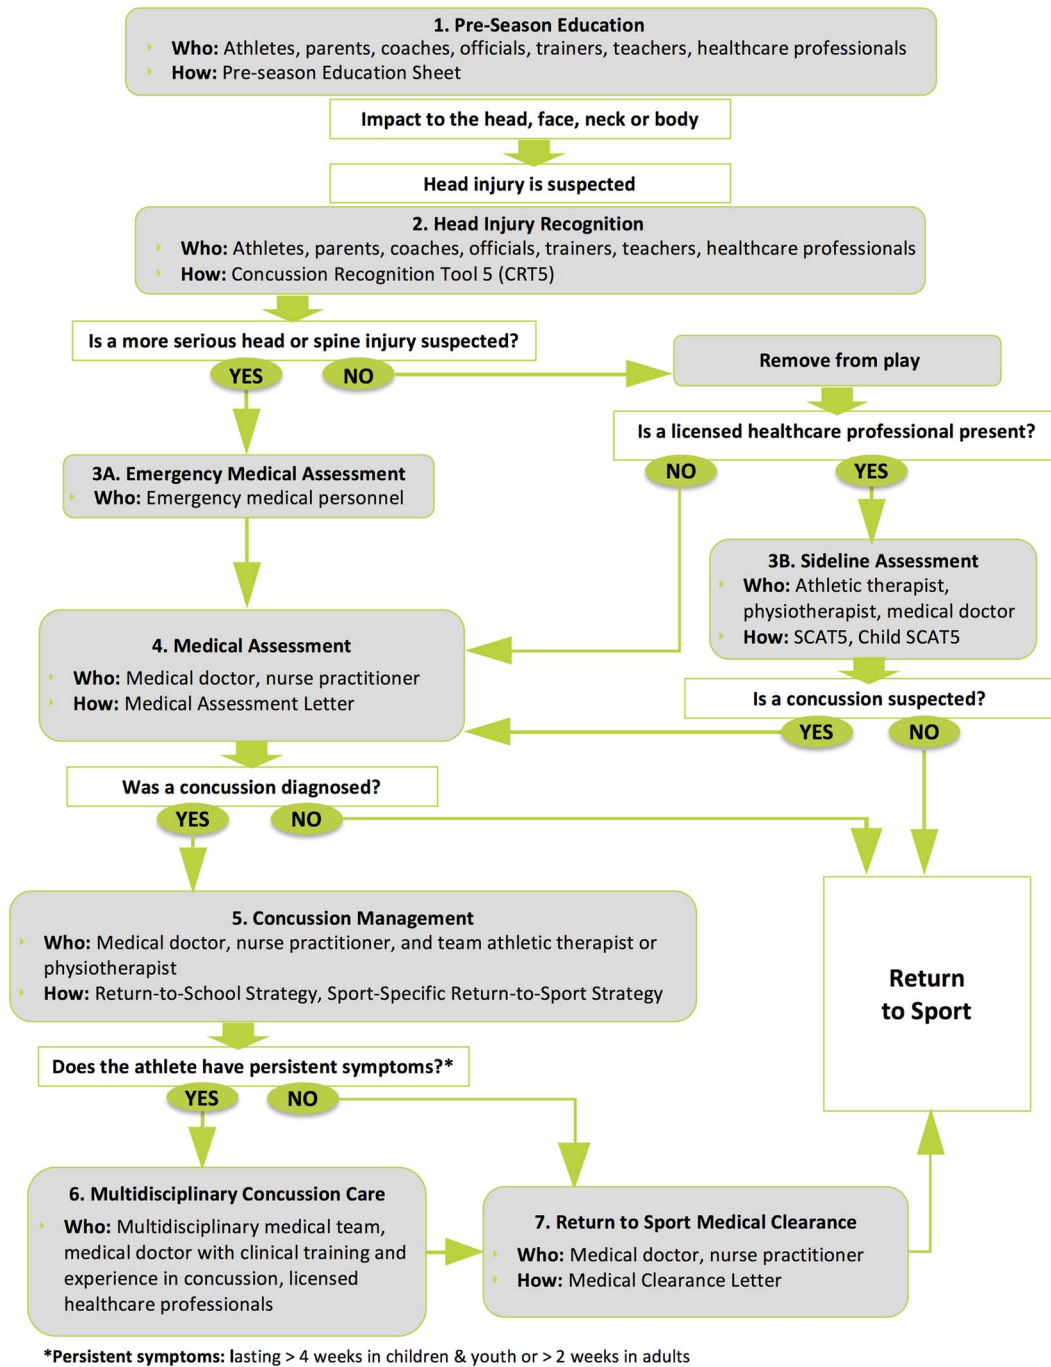 1. Pre-Season Education
Who: Athletes, parents, coaches, officials, trainers, teachers, healthcare professionals
How: Pre-season Education Sheet
Impact to the head, face, neck or body
Head injury is suspected
2. Head Injury Recognition
Who: Athletes, parents, coaches, officials, trainers, teachers, healthcare professionals
How: Concussion Recognition Tool 5 (CRT5)
Is a more serious head or spine injury suspected?
YES
NO
Remove from play
Is a licensed healthcare professional present?
NO
YES
3A. Emergency Medical Assessment
Who: Emergency medical personnel
3B. Sideline Assessment
Who: Athletic therapist,
physiotherapist, medical doctor
How: SCAT5, Child SCAT5
4. Medical Assessment
Who: Medical doctor, nurse practitioner
How: Medical Assessment Letter
Is a concussion suspected?
YES
NO
Was a concussion diagnosed?
YES
NO
5. Concussion Management
Who: Medical doctor, nurse practitioner, and team athletic therapist or
physiotherapist
How: Return-to-School Strategy, Sport-Specific Return-to-Sport Strategy
Return
to Sport
Does the athlete have persistent symptoms?*
YES
NO
6. Multidisciplinary Concussion Care
Who: Multidisciplinary medical team,
medical doctor with clinical training and
experience in concussion, licensed
healthcare professionals
7. Return to Sport Medical Clearance
Who: Medical doctor, nurse practitioner
How: Medical Clearance Letter
*Persistent symptoms: lasting > 4 weeks in children & youth or > 2 weeks in adults